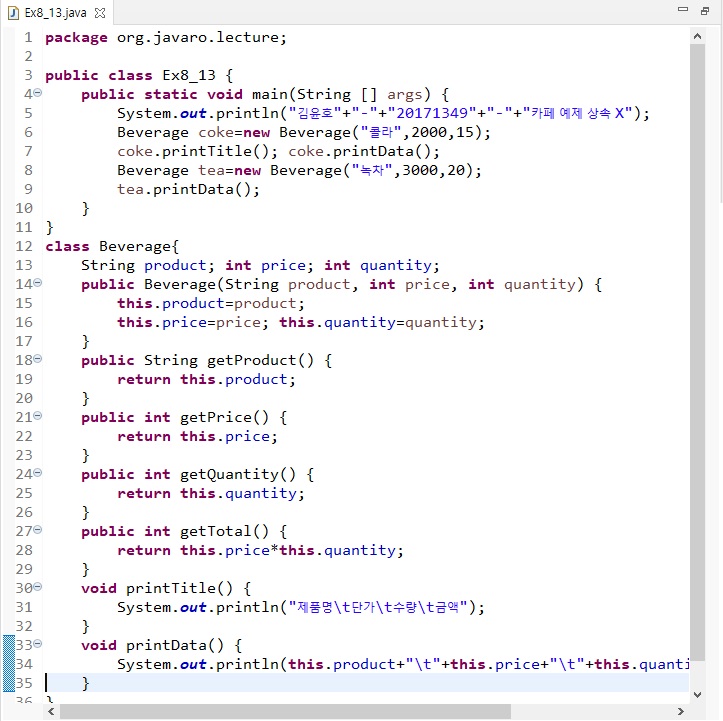 Ex8_13.java
1 package org.javaro.lecture;
2
3 public class Ex8_13 {
4 public static void main(String [] args) {
5 System.out.println("김윤호"+"-"+"20171349"+"-"+"카페 예제 상속 X");
6 Beverage coke=new Beverage("콜라",2000,15);
7 coke.printTitle(); coke.printData();
8 Beverage tea=new Beverage("녹차",3000,20);
9 tea.printData();
10 }
11 }
12 class Beverage{
13 String product; int price; int quantity;
14 public Beverage(String product, int price, int quantity) {
15 this.product=product;
16 this.price=price; this.quantity=quantity;
17 }
18 public String getProduct() {
19 return this.product;
20 }
21 public int getPrice() {
22 return this.price;
23 }
24 public int getQuantity() {
25 return this.quantity;
26 }
27 public int getTotal() {
28 return this.price*this.quantity;
29 }
30 void printTitle() {
31 System.out.println("제품명\t단가\t수량\t금액");
32 }
33 void printData() {
34 System.out.println(this.product+"\t"+this.price+"\t"+this.quanti
35 }
36 }